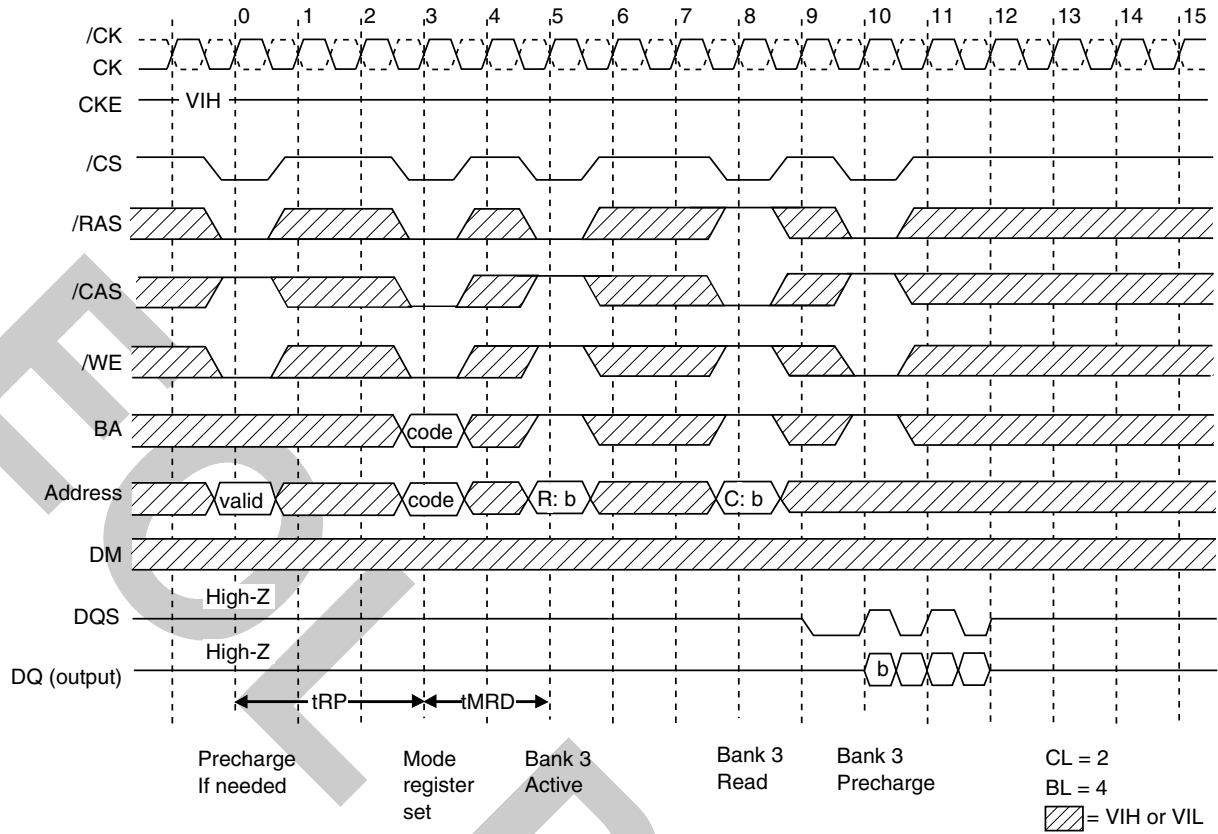 0 1 2 3 4 5 6 7 8 9 10 11 12 13 14 15
/CK
CK
CKE
VIH
/CS
/RAS
/CAS
/WE
BA
code
Address
valid
code
R: b
C: b
DM
High-Z
DQS
High-Z
DQ (output)
b
tRP
tMRD
Precharge
If needed
Mode
register
set
Bank 3
Active
Bank 3
Read
Bank 3
Precharge
CL = 2
BL = 4
= VIH or VIL